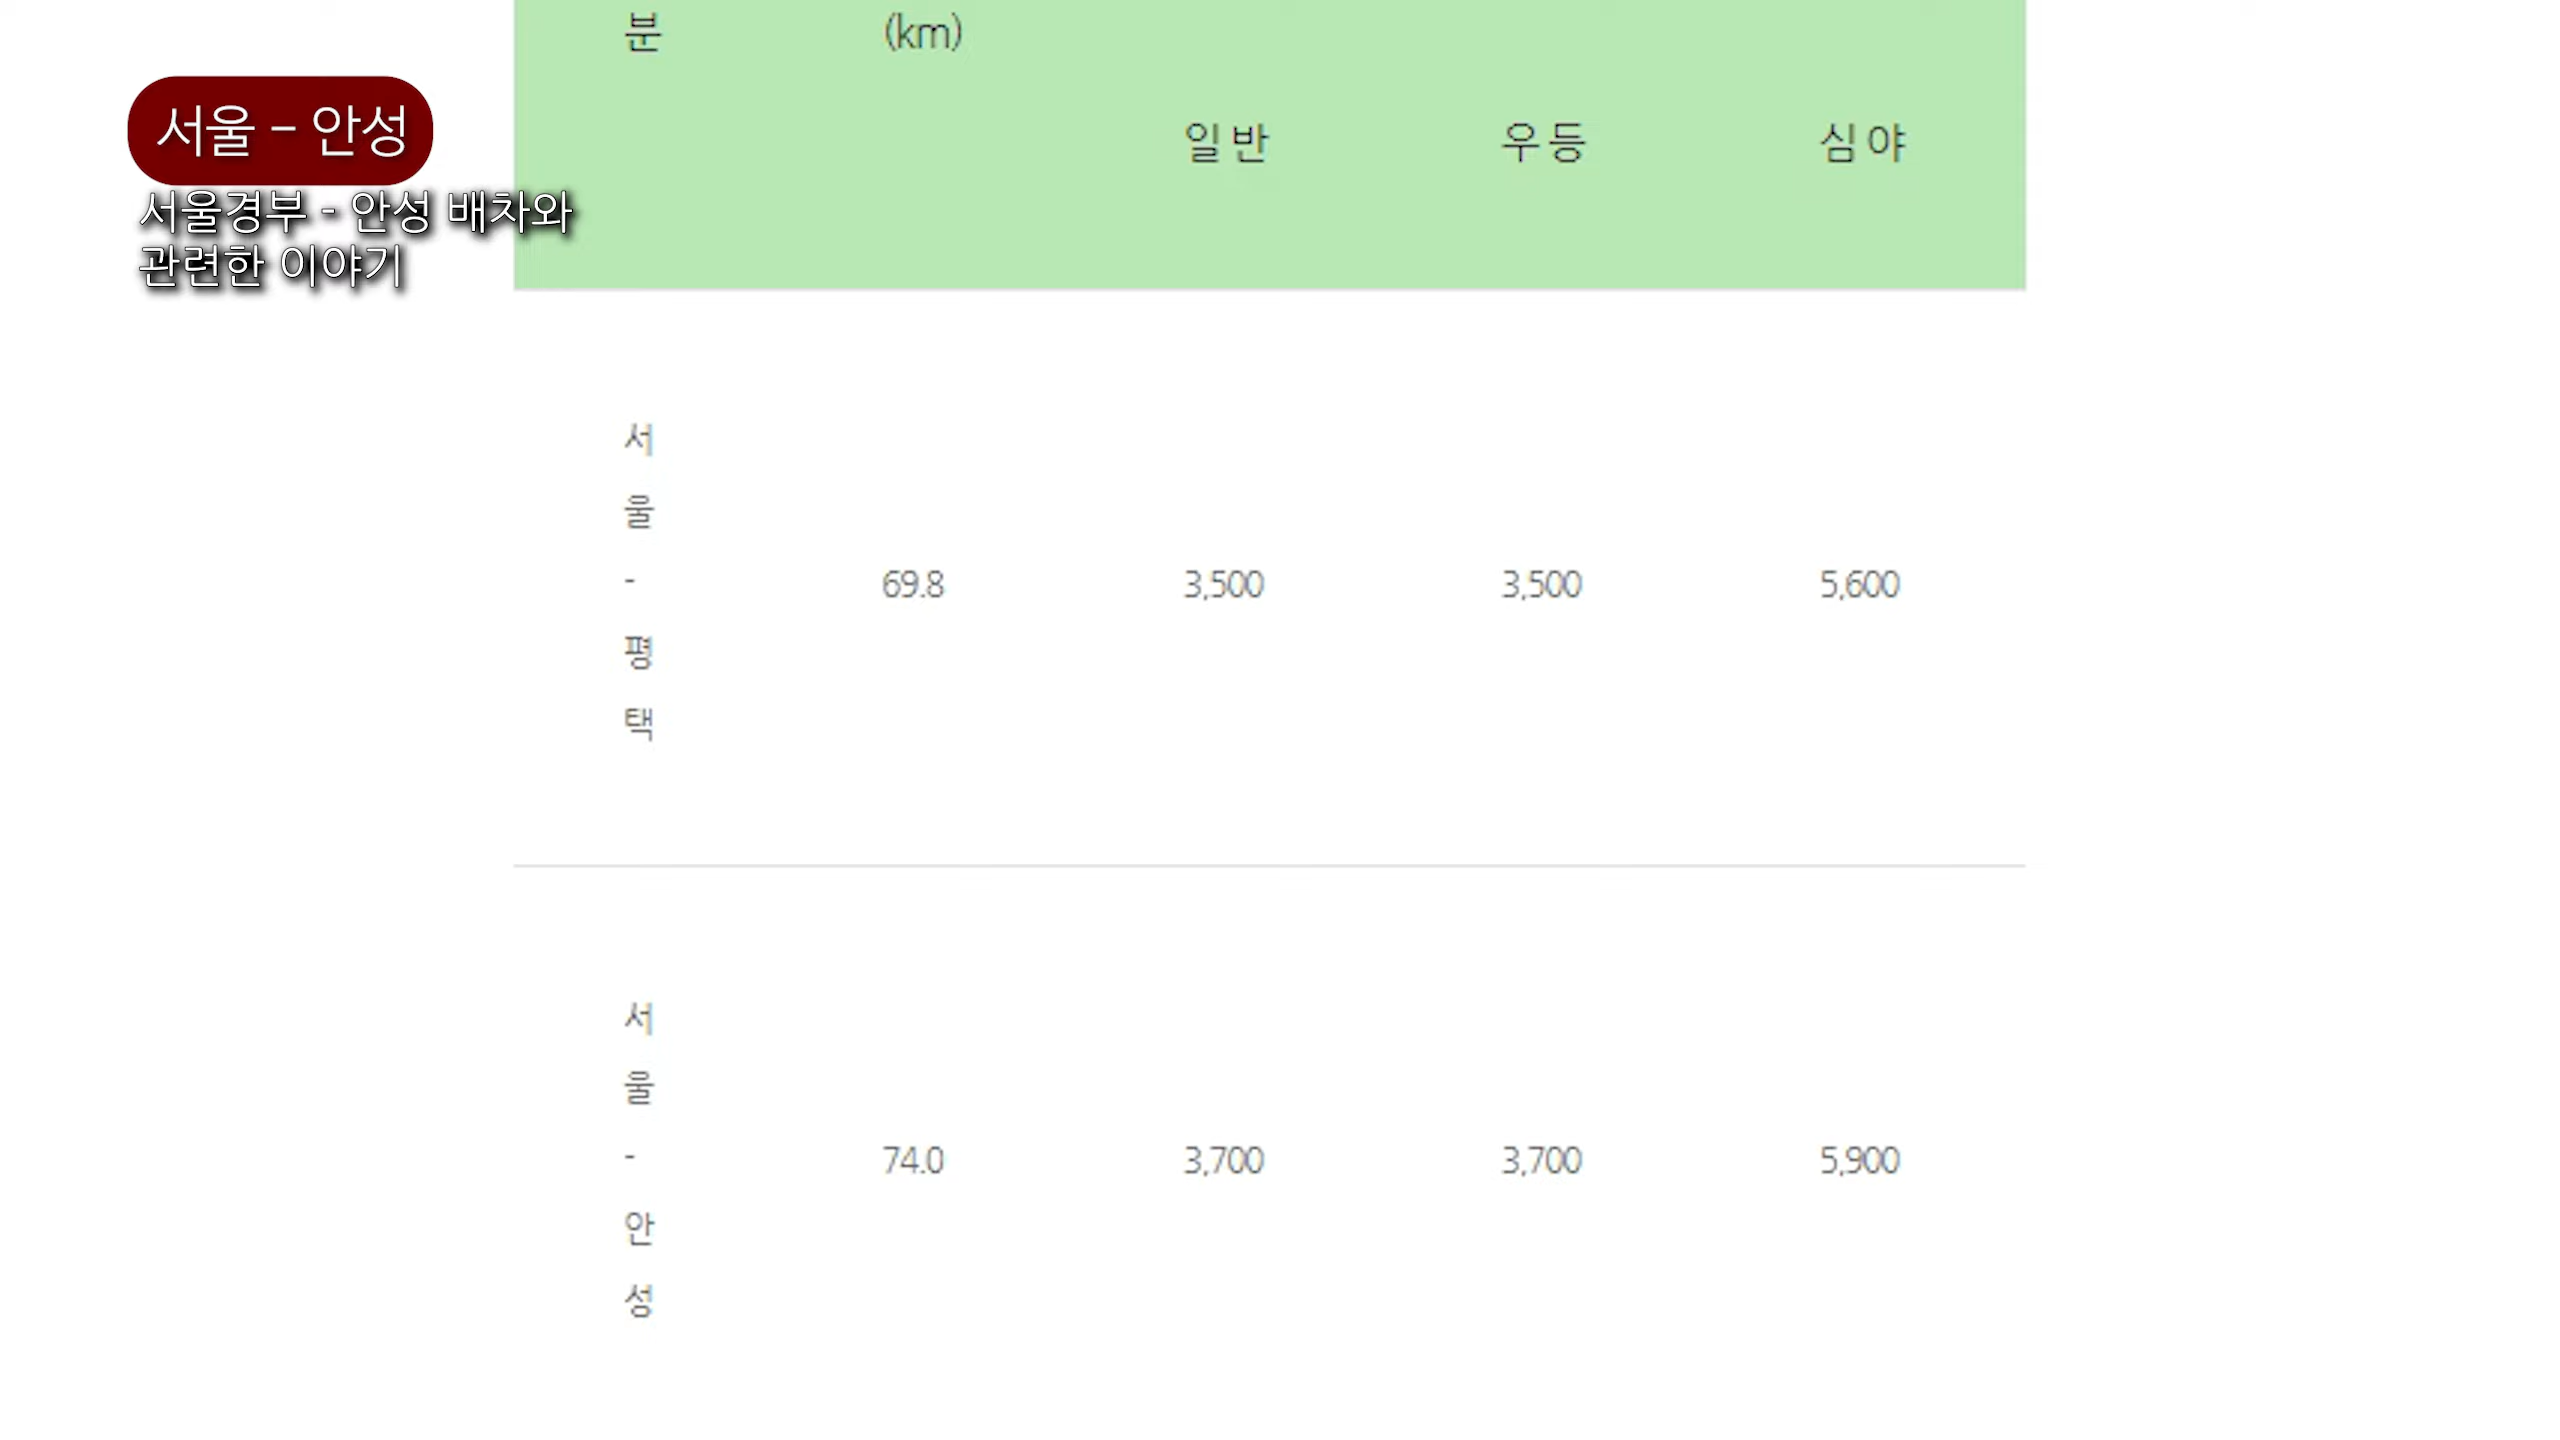 서울 - 안성
서울경부 - 안성 배차와
관련한 이야기
분 (km)
일반 우등 심야
서
울
-
평
택
69.8 3,500 3,500 5,600
서
울
-
안
성
74.0 3,700 3,700 5,900